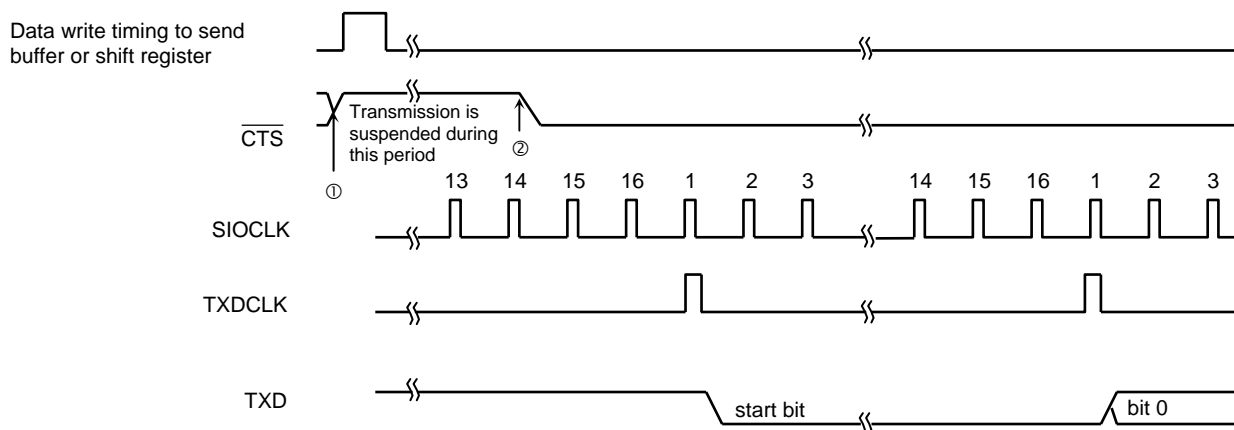 Data write timing to send
buffer or shift register
CTS
Transmission is
suspended during
this period
①
②
13 14 15 16 1 2 3 14 15 16 1 2 3
SIOCLK
TXDCLK
TXD
start bit
bit 0